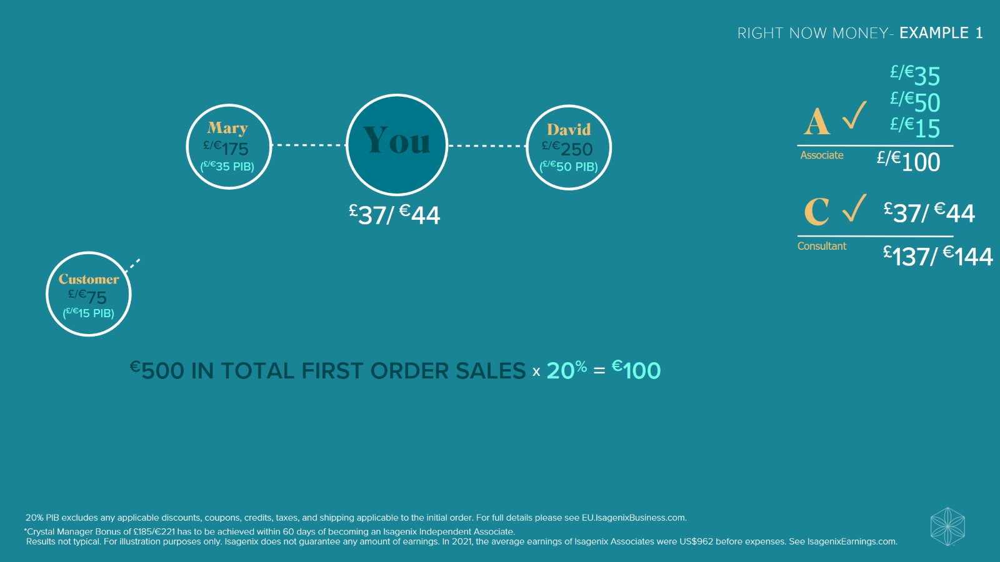 RIGHT NOW MONEY- EXAMPLE 1
£/€35
£/€50
£/€15
A ✓
Associate
£/€100
C ✓ £37/ €44
Consultant
£137/ €144
Mary
£/€175
(£/€35 PIB)
You
£37/ €44
David
£/€250
(£/€50 PIB)
Customer
£/€75
(£/€15 PIB)
€500 IN TOTAL FIRST ORDER SALES x 20% = €100
20% PIB excludes any applicable discounts, coupons, credits, taxes, and shipping applicable to the initial order. For full details please see EU.IsagenixBusiness.com.
*Crystal Manager Bonus of £185/€221 has to be achieved within 60 days of becoming an Isagenix Independent Associate.
Results not typical. For illustration purposes only. Isagenix does not guarantee any amount of earnings. In 2021, the average earnings of Isagenix Associates were US$962 before expenses. See IsagenixEarnings.com.